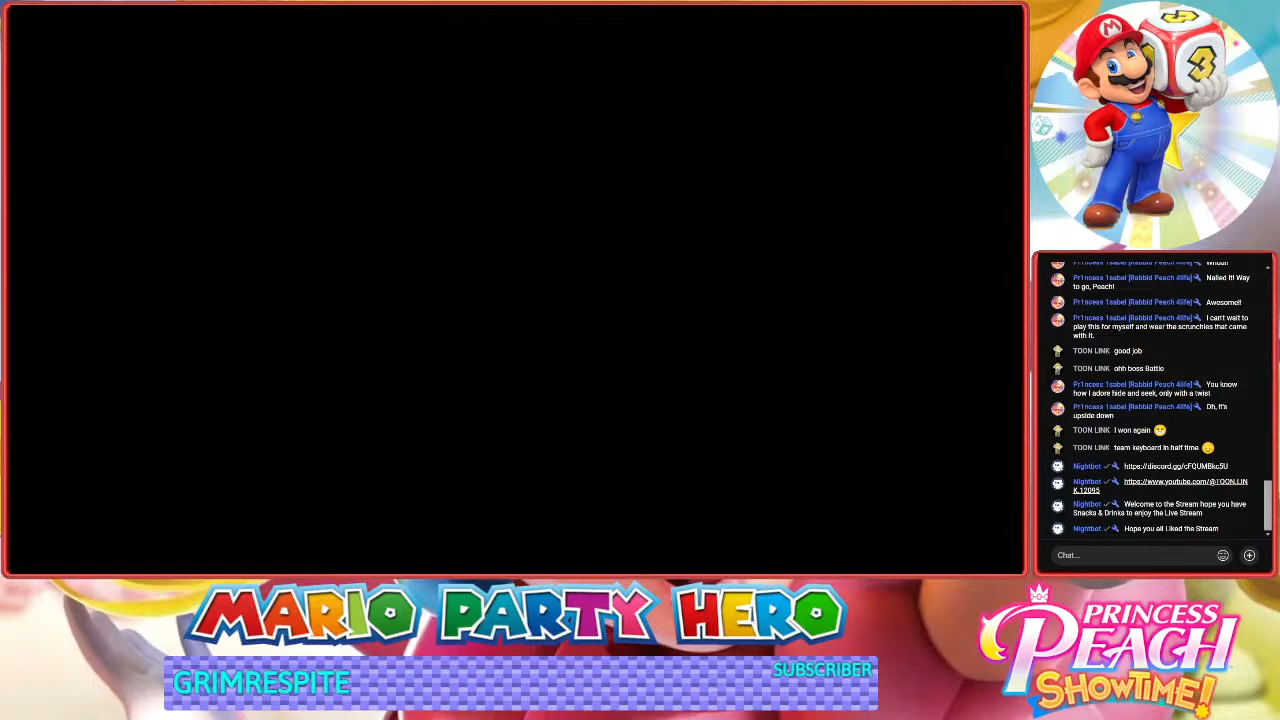 M
3
Pr1ncess 1sabel [Rabbid Peach 4life] Nailed it! Way
to go, Peach!
Pr1ncess 1sabel [Rabbid Peach 4life] Awesome!!
Pr1ncess 1sabel [Rabbid Peach 4life] I can't wait to
play this for myself and wear the scrunchies that came
with it.
TOON LINK good job
TOON LINK ohh boss Battle
Pr1ncess 1sabel [Rabbid Peach 4life] You know
how I adore hide and seek, only with a twist
Pr1ncess 1sabel [Rabbid Peach 4life] Oh, it's
upside down
TOON LINK I won again
TOON LINK team keyboard in half time
Nightbot https://discord.gg/cFQUMBkc5U
Nightbot https://www.youtube.com/@TOON.LIN
K.12095
Nightbot Welcome to the Stream hope you have
Snacks & Drinks to enjoy the Live Stream
Nightbot Hope you all Liked the Stream
Chat...
MARIO PARTY HERO
GRIMRESPITE
SUBSCRIBER
PRINCESS
PEACH
SHOWTIME!